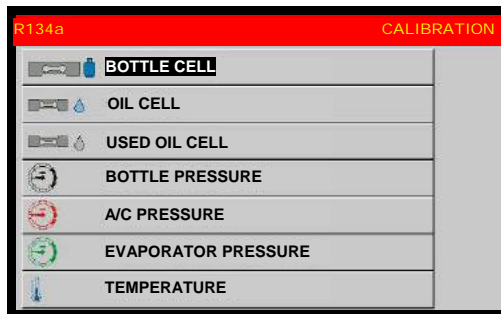 R134a CALIBRATION
BOTTLE CELL
OIL CELL
USED OIL CELL
BOTTLE PRESSURE
A/C PRESSURE
EVAPORATOR PRESSURE
TEMPERATURE